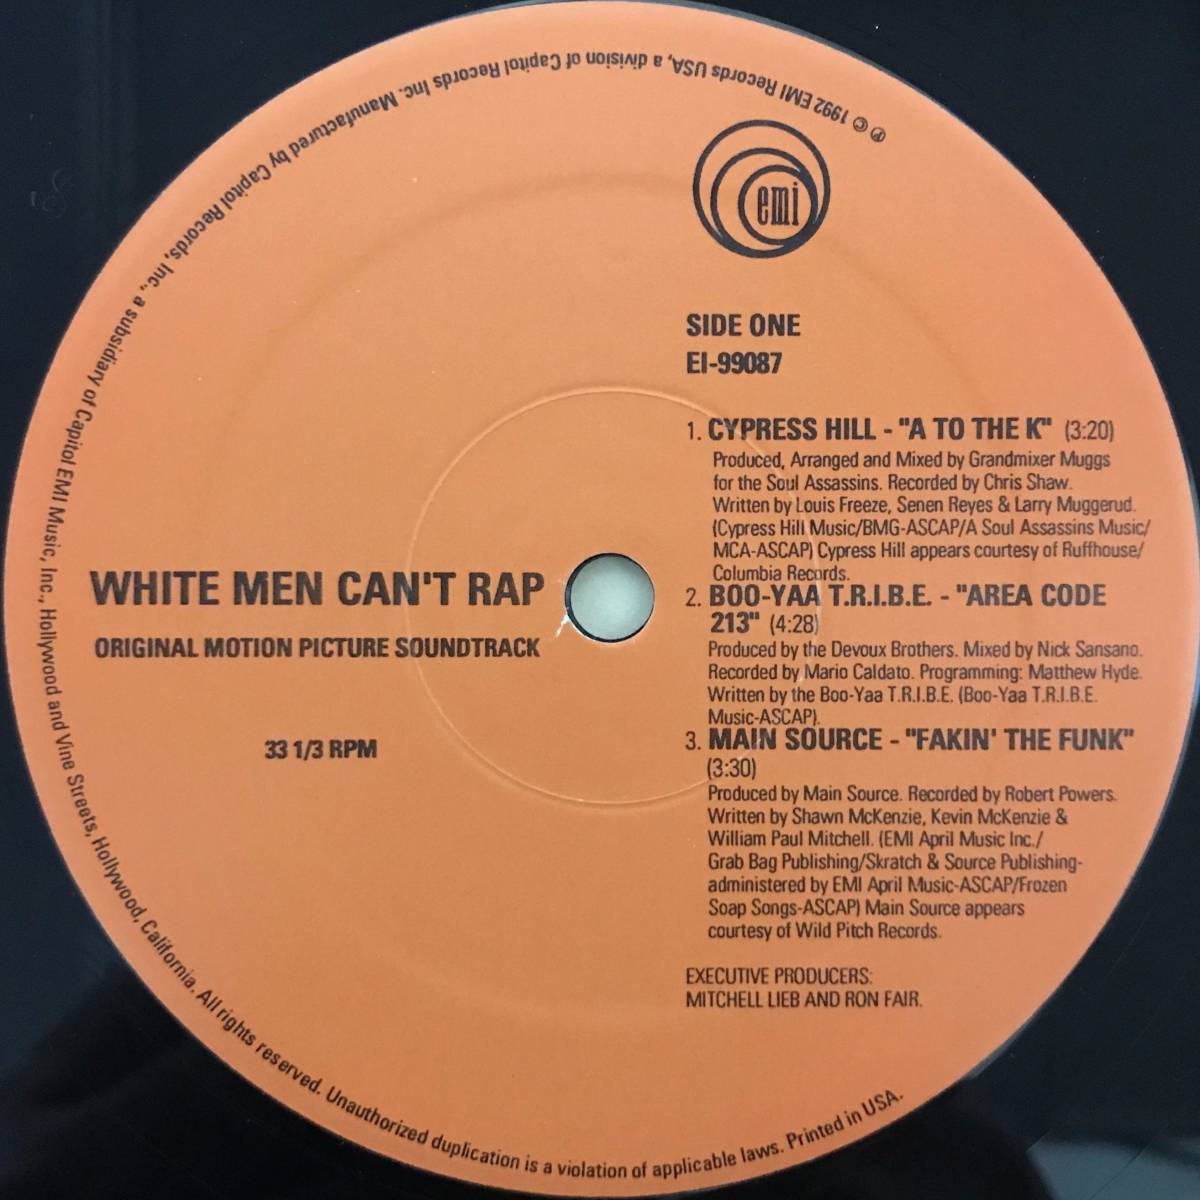 emi
SIDE ONE
EI-99087
1. CYPRESS HILL - "A TO THE K" (3:20)
Produced, Arranged and Mixed by Grandmixer Muggs
for the Soul Assassins. Recorded by Chris Shaw.
Written by Louis Freeze, Senen Reyes & Larry Muggerud.
(Cypress Hill Music/BMG-ASCAP/A Soul Assassins Music/
MCA-ASCAP) Cypress Hill appears courtesy of Ruffhouse/
Columbia Records.
2. BOO-YAA T.R.I.B.E. - "AREA CODE
213" (4:28)
Produced by the Devoux Brothers. Mixed by Nick Sansano.
Recorded by Mario Caldato. Programming: Matthew Hyde.
Written by the Boo-Yaa T.R.I.B.E. (Boo-Yaa T.R.I.B.E.
Music-ASCAP).
3. MAIN SOURCE - "FAKIN' THE FUNK"
(3:30)
Produced by Main Source. Recorded by Robert Powers.
Written by Shawn McKenzie, Kevin McKenzie &
William Paul Mitchell. (EMI April Music Inc./
Grab Bag Publishing/Skratch & Source Publishing-
administered by EMI April Music-ASCAP/Frozen
Soap Songs-ASCAP) Main Source appears
courtesy of Wild Pitch Records.
EXECUTIVE PRODUCERS:
MITCHELL LIEB AND RON FAIR.
WHITE MEN CAN'T RAP
ORIGINAL MOTION PICTURE SOUNDTRACK
33 1/3 RPM
℗ © 1992 EMI Records USA, a division of Capitol Records Inc. Manufactured by Capitol Records, Inc., a subsidiary of Capitol EMI Music, Inc., Hollywood and Vine Streets, Hollywood, California. All rights reserved. Unauthorized duplication is a violation of applicable laws. Printed in USA.